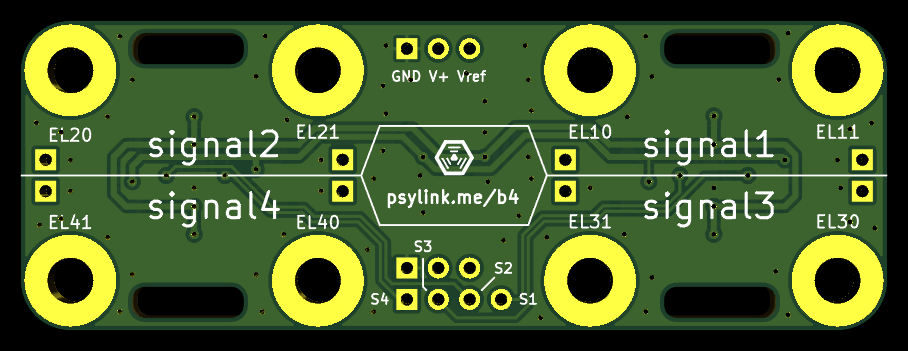 GND V+ Vref
EL20
EL21
EL10
EL11
signal2
signal1
psylink.me/b4
signal4
signal3
EL41
EL40
EL31
EL30
S3
S2
S4
S1